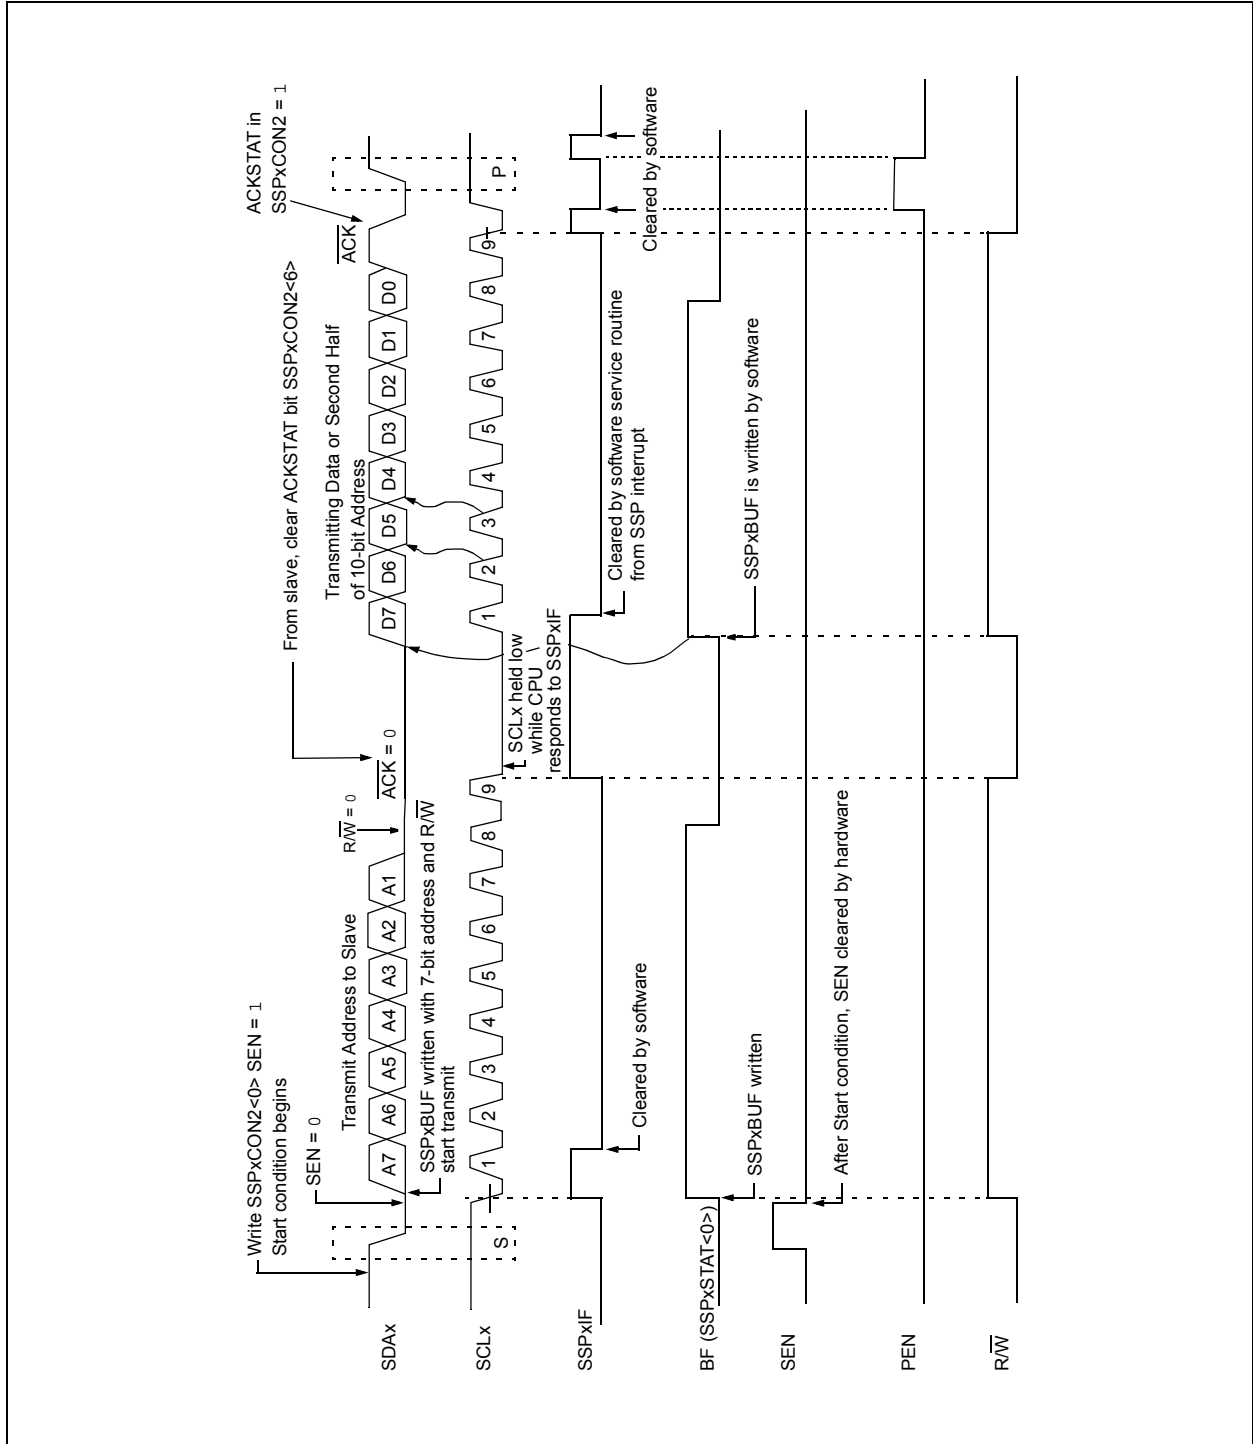 Write SSPxCON2<0> SEN = 1
Start condition begins
SEN = 0
Transmit Address to Slave
R/W = 0
From slave, clear ACKSTAT bit SSPxCON2<6>
ACK = 0
Transmitting Data or Second Half
of 10-bit Address
ACKSTAT in
SSPxCON2 = 1
ACK
SDAx
A7 A6 A5 A4 A3 A2 A1
D7 D6 D5 D4 D3 D2 D1 D0
SSPxBUF written with 7-bit address and R/W
start transmit
SCLx
S
1 2 3 4 5 6 7 8 9
1 2 3 4 5 6 7 8 9
P
SCLx held low
while CPU
responds to SSPxIF
SSPxIF
Cleared by software
Cleared by software service routine
from SSP interrupt
Cleared by software
Cleared by software
BF (SSPxSTAT<0>)
SSPxBUF written
SSPxBUF is written by software
SEN
After Start condition, SEN cleared by hardware
PEN
R/W